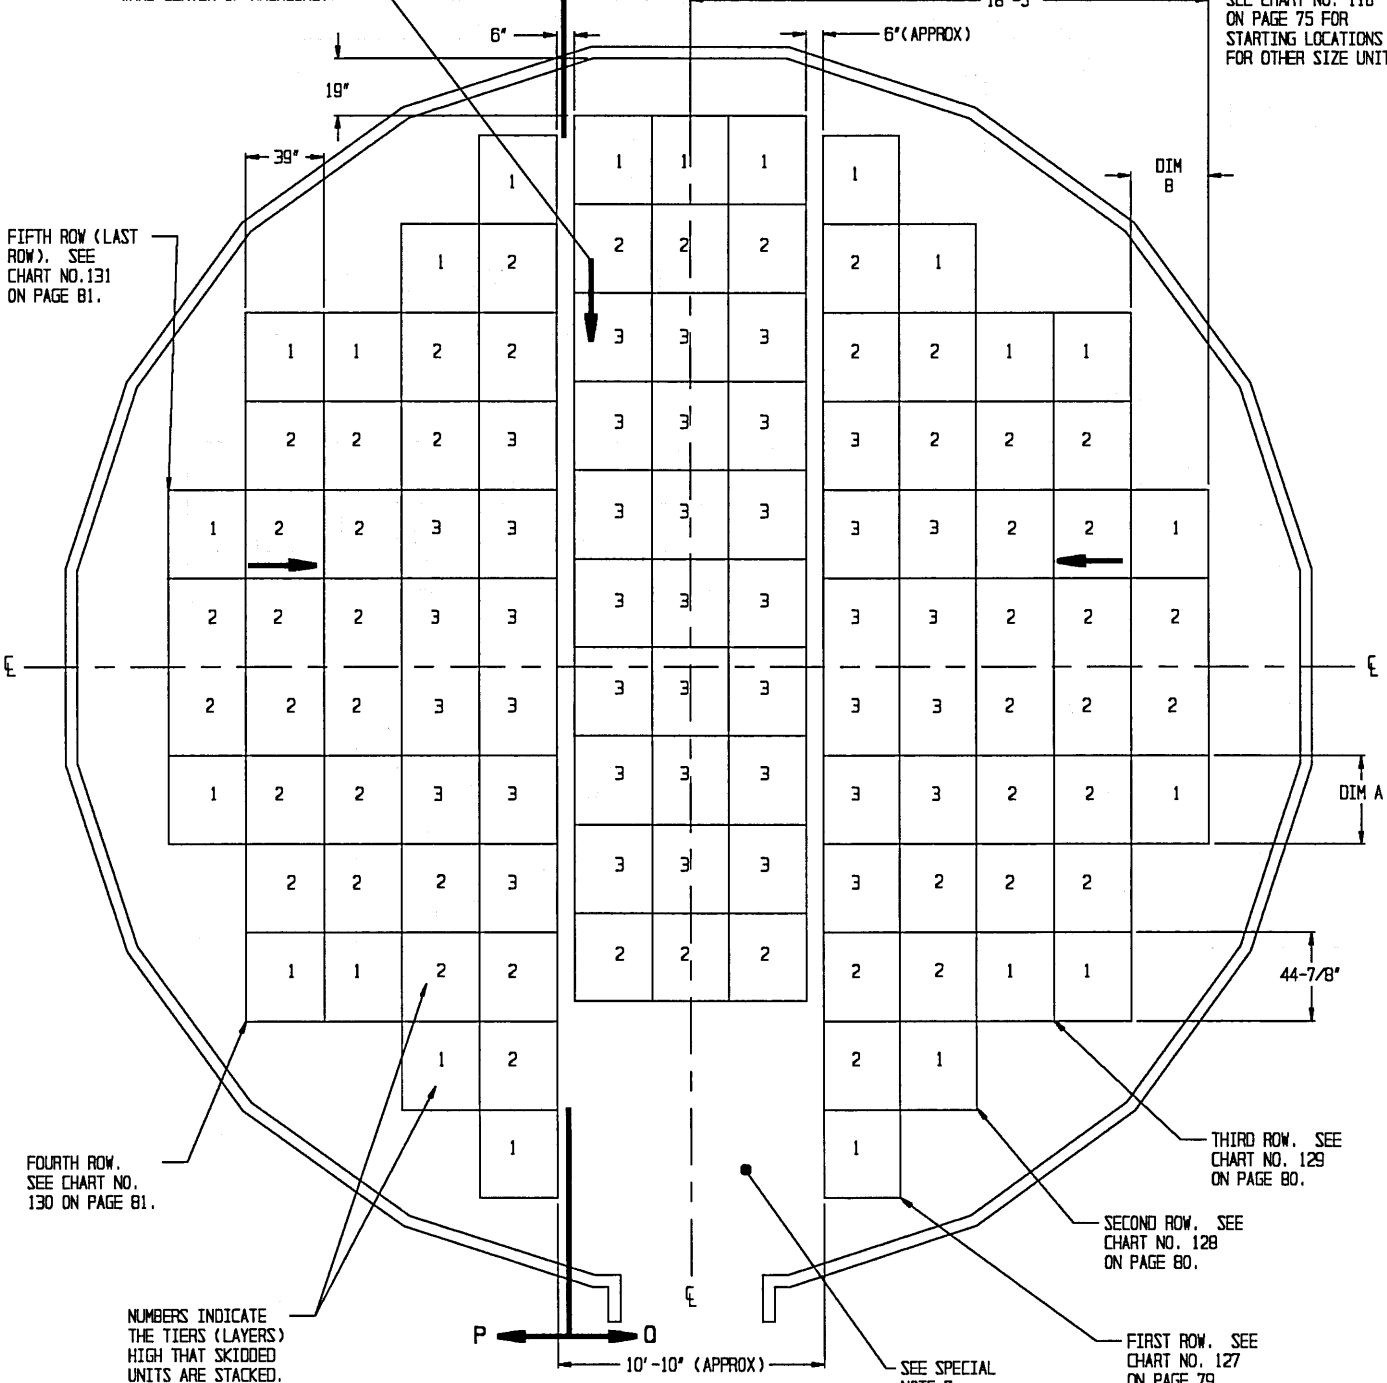 6"
6"(APPROX)
ON PAGE 75 FOR
STARTING LOCATIONS
FOR OTHER SIZE UNIT
19"
39"
DIM
B
FIFTH ROW (LAST
ROW). SEE
CHART NO.131
ON PAGE 81.
1 1 1 1 1
1 2 2 2 2 2 1
1 1 2 2 3 3 3 2 2 1 1
2 2 2 3 3 3 3 3 2 2 2
1 2 2 3 3 3 3 3 3 3 2 2 1
2 2 2 3 3 3 3 3 3 3 2 2 2
℄ ℄
2 2 2 3 3 3 3 3 3 3 2 2 2
1 2 2 3 3 3 3 3 3 3 2 2 1
DIM A
2 2 2 3 3 3 3 3 2 2 2
1 1 2 2 2 2 2 2 2 1 1
44-7/8"
1 2 2 1
1 1
FOURTH ROW.
SEE CHART NO.
130 ON PAGE 81.
THIRD ROW. SEE
CHART NO. 129
ON PAGE 80.
SECOND ROW. SEE
CHART NO. 128
ON PAGE 80.
℄
NUMBERS INDICATE
THE TIERS (LAYERS)
HIGH THAT SKIDDED
UNITS ARE STACKED.
P O
10'-10" (APPROX)
SEE SPECIAL
FIRST ROW. SEE
CHART NO. 127
ON PAGE 79